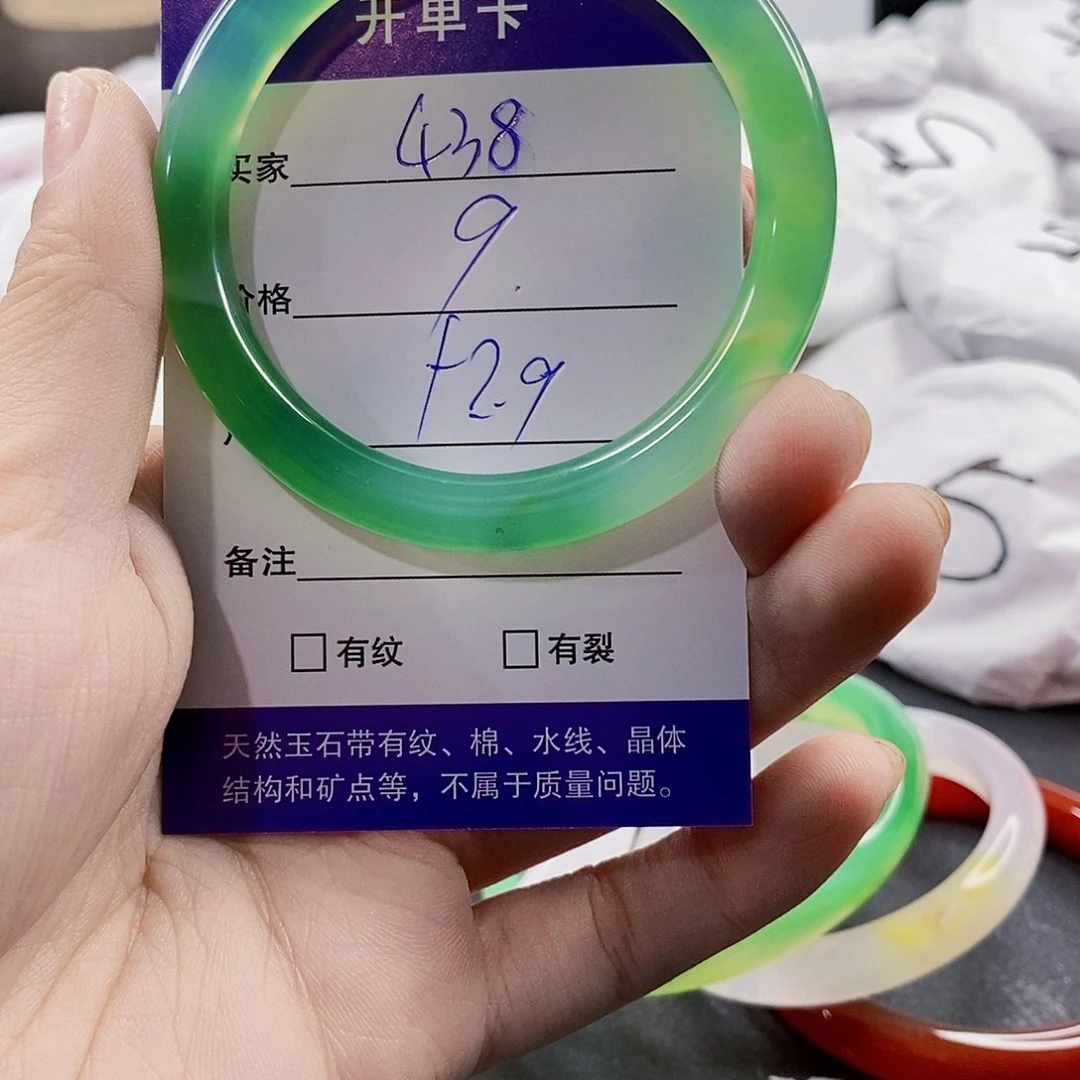 开单卡
买家 438
价格 9.
F2.9
备注
□有纹 □有裂
天然玉石带有纹、棉、水线、晶体
结构和矿点等，不属于质量问题。
5
5